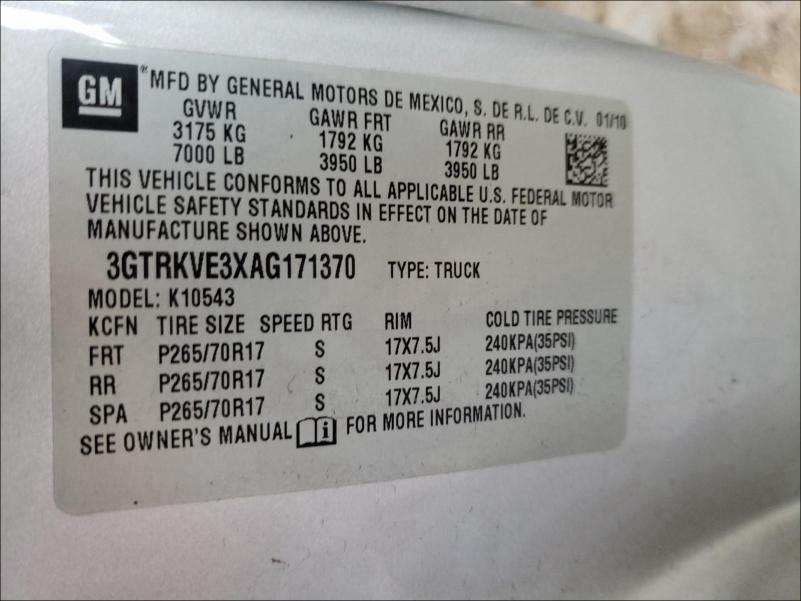 GM
MFD BY GENERAL MOTORS DE MEXICO, S. DE R.L. DE C.V. 01/10
GVWR GAWR FRT GAWR RR
3175 KG 1792 KG 1792 KG
7000 LB 3950 LB 3950 LB
THIS VEHICLE CONFORMS TO ALL APPLICABLE U.S. FEDERAL MOTOR
VEHICLE SAFETY STANDARDS IN EFFECT ON THE DATE OF
MANUFACTURE SHOWN ABOVE.
3GTRKVE3XAG171370 TYPE: TRUCK
MODEL: K10543
KCFN TIRE SIZE SPEED RTG RIM COLD TIRE PRESSURE
FRT P265/70R17 S 17X7.5J 240KPA(35PSI)
RR P265/70R17 S 17X7.5J 240KPA(35PSI)
SPA P265/70R17 S 17X7.5J 240KPA(35PSI)
SEE OWNER'S MANUAL i FOR MORE INFORMATION.